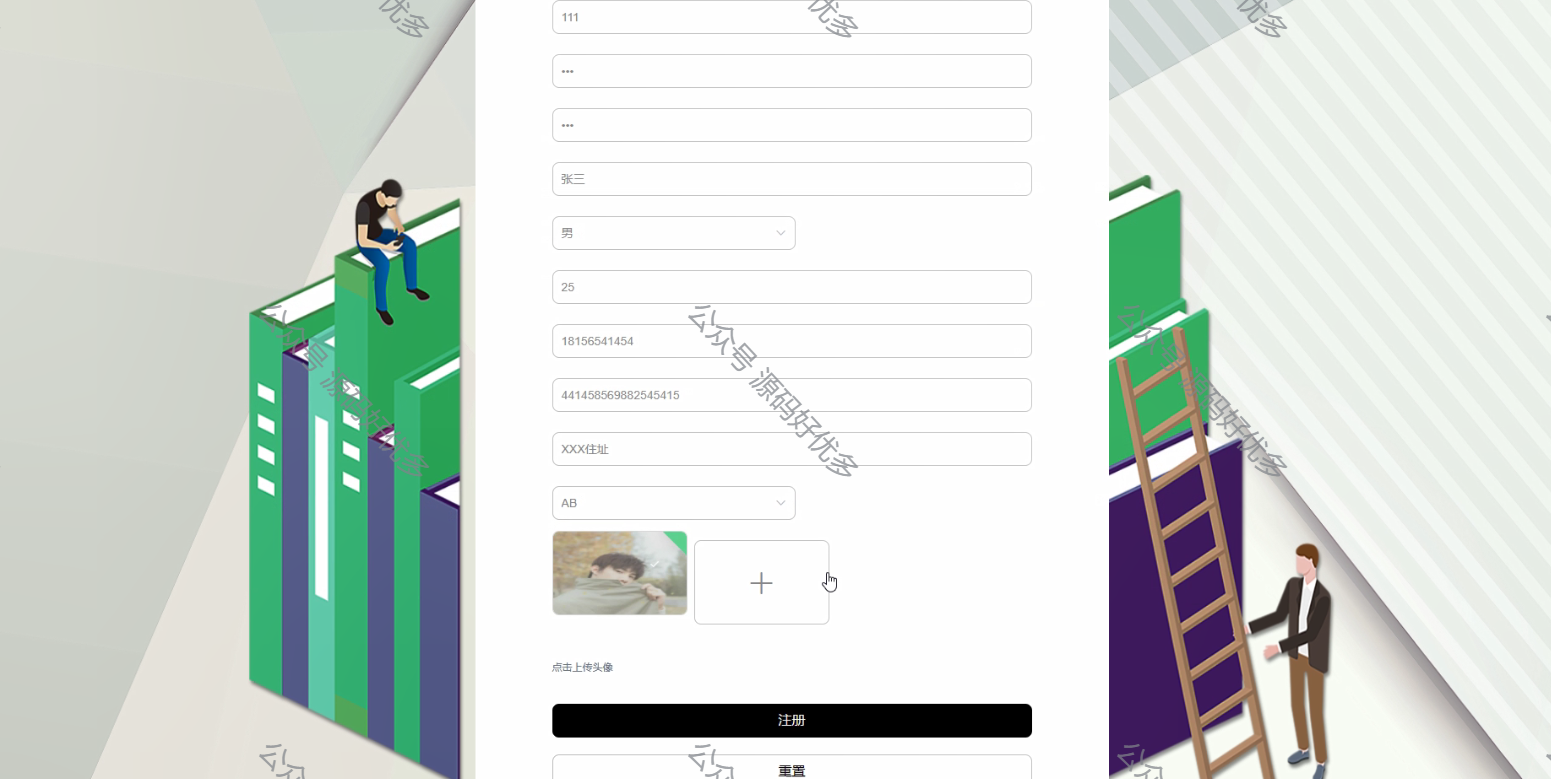 111
•••
•••
张三
男
25
18156541454
441458569882545415
XXX住址
AB
点击上传头像
注册
重置
优多
优多
优多
公众号 源码好优多
公众号 源码好优多
公众号 源码好优多
公众
公众
公众